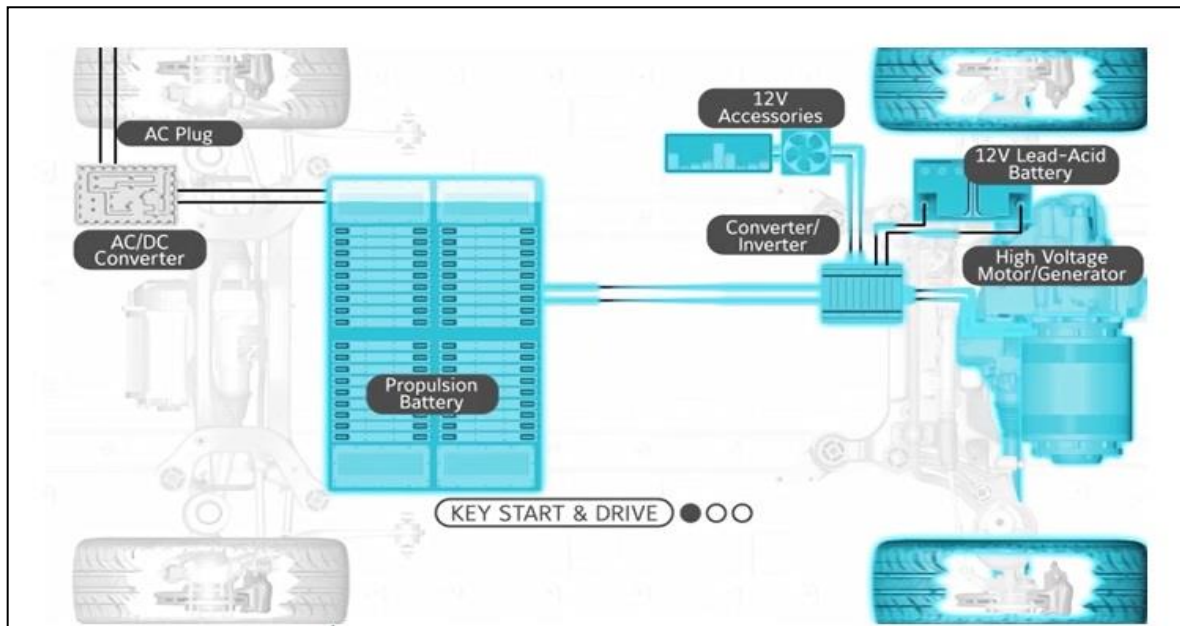 12V
Accessories
AC Plug
12V Lead-Acid
Battery
Converter/
Inverter
AC/DC
Converter
High Voltage
Motor/Generator
Propulsion
Battery
KEY START & DRIVE